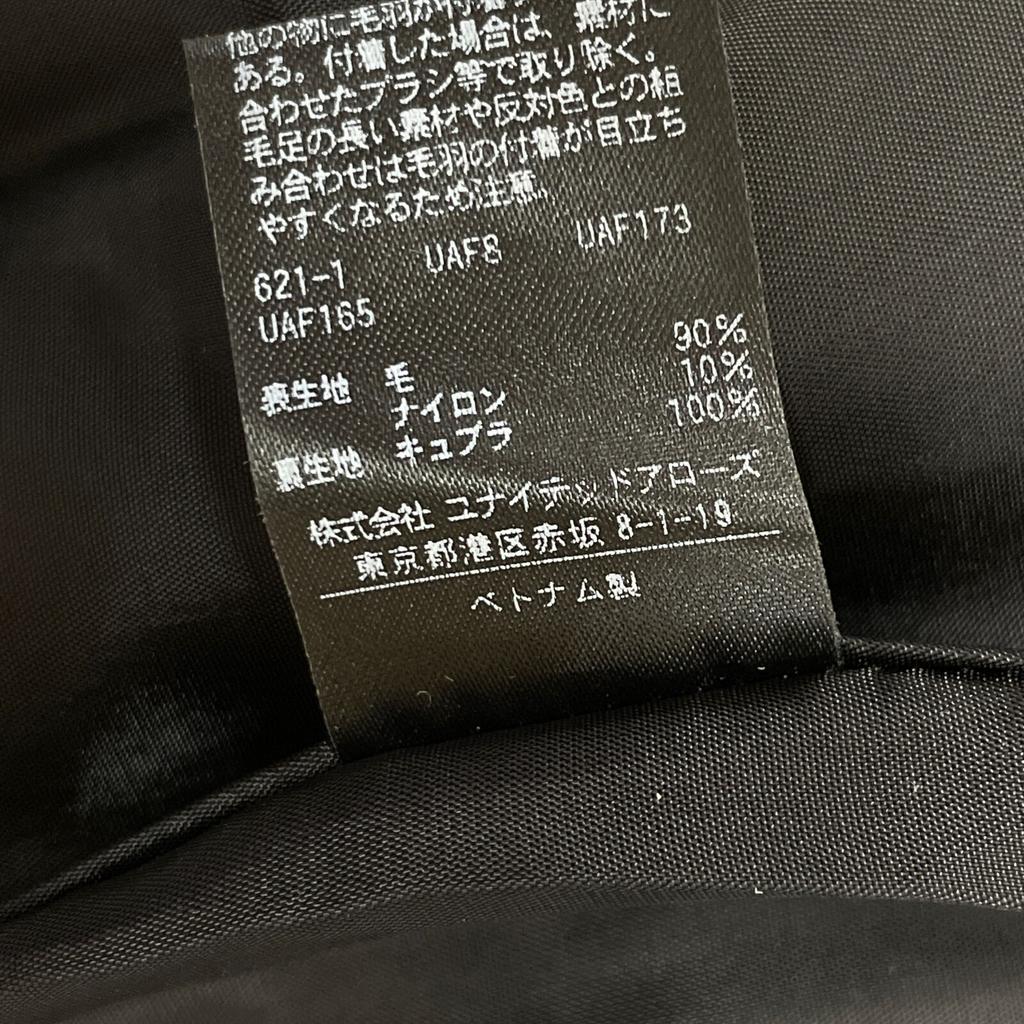 他の物に毛羽が付着
ある。付着した場合は、素材に
合わせたブラシ等で取り除く。
毛足の長い素材や反対色との組
み合わせは毛羽の付着が目立ち
やすくなるため注意。
621-1 UAF8 UAF173
UAF165
表生地 毛 90%
ナイロン 10%
裏生地 キュプラ 100%
株式会社 ユナイテッドアローズ
東京都港区赤坂 8-1-19
ベトナム製